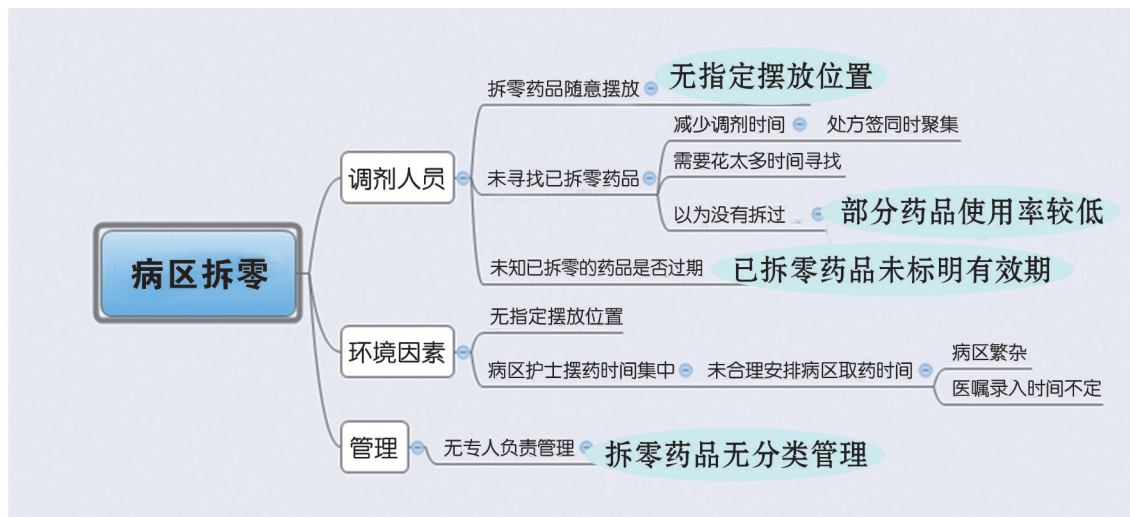 病区拆零
调剂人员
拆零药品随意摆放
无指定摆放位置
未寻找已拆零药品
减少调剂时间
处方签同时聚集
需要花太多时间寻找
以为没有拆过
部分药品使用率较低
未知已拆零的药品是否过期
已拆零药品未标明有效期
环境因素
无指定摆放位置
病区护士摆药时间集中
未合理安排病区取药时间
病区繁杂
医嘱录入时间不定
管理
无专人负责管理
拆零药品无分类管理